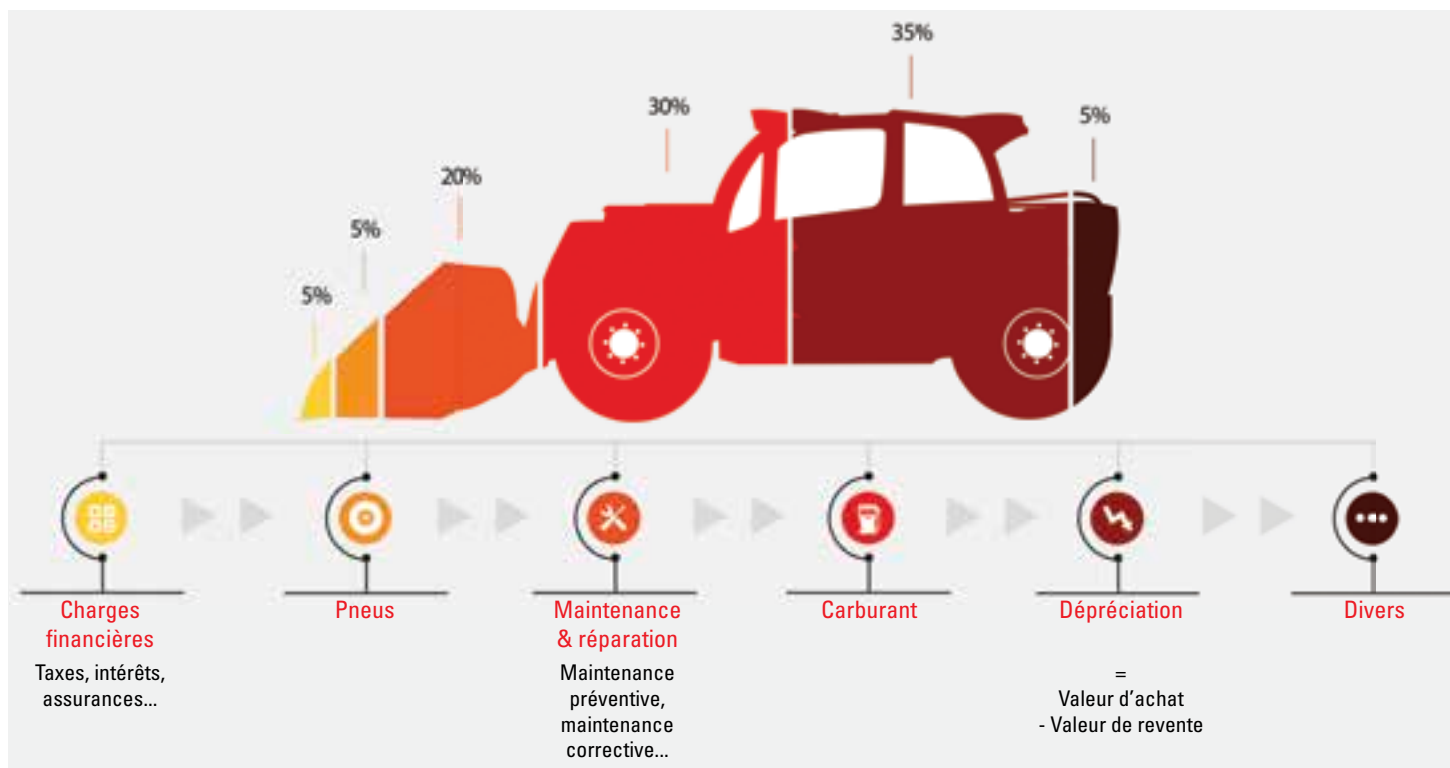 35%
30%
5%
20%
5%
5%
Charges
financières
Taxes, intérêts,
assurances...
Pneus
Maintenance
& réparation
Maintenance
préventive,
maintenance
corrective...
Carburant
Dépréciation
=
Valeur d’achat
- Valeur de revente
Divers